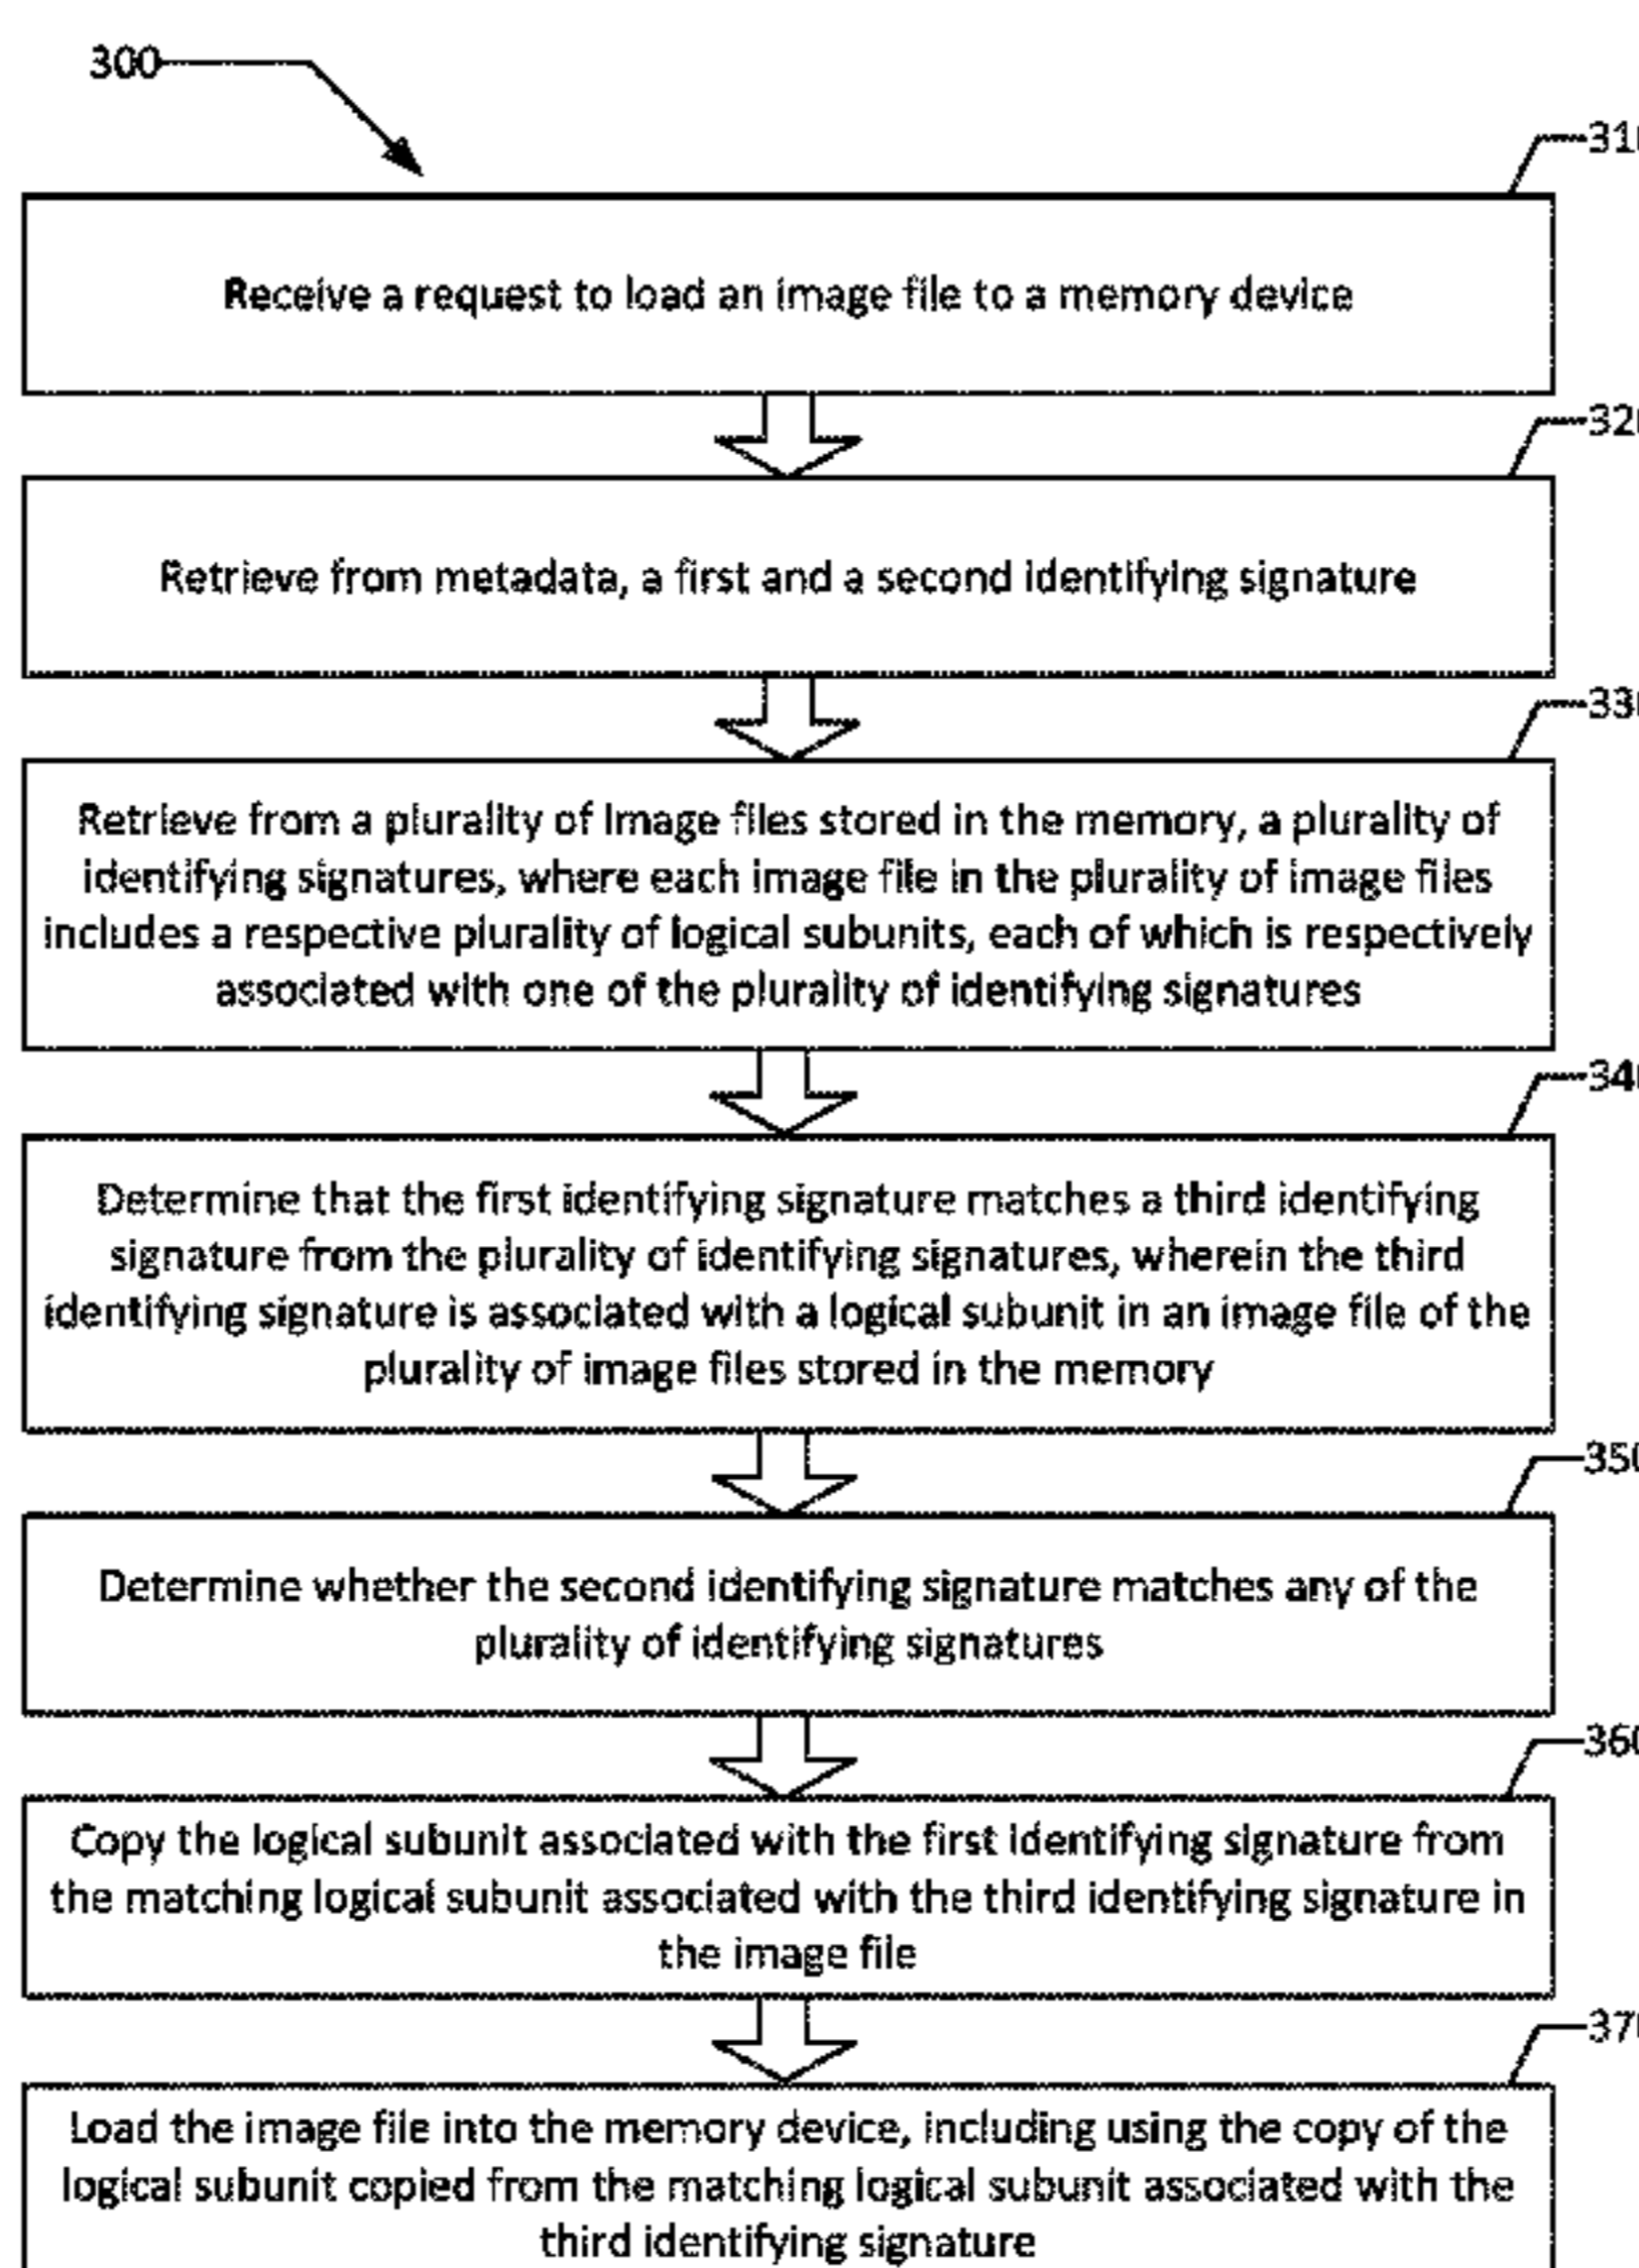 300
310
Receive a request to load an image file to a memory device
320
Retrieve from metadata, a first and a second identifying signature
330
Retrieve from a plurality of image files stored in the memory, a plurality of
identifying signatures, where each image file in the plurality of image files
includes a respective plurality of logical subunits, each of which is respectively
associated with one of the plurality of identifying signatures
340
Determine that the first identifying signature matches a third identifying
signature from the plurality of identifying signatures, wherein the third
identifying signature is associated with a logical subunit in an image file of the
plurality of image files stored in the memory
350
Determine whether the second identifying signature matches any of the
plurality of identifying signatures
360
Copy the logical subunit associated with the first identifying signature from
the matching logical subunit associated with the third identifying signature in
the image file
370
Load the image file into the memory device, including using the copy of the
logical subunit copied from the matching logical subunit associated with the
third identifying signature